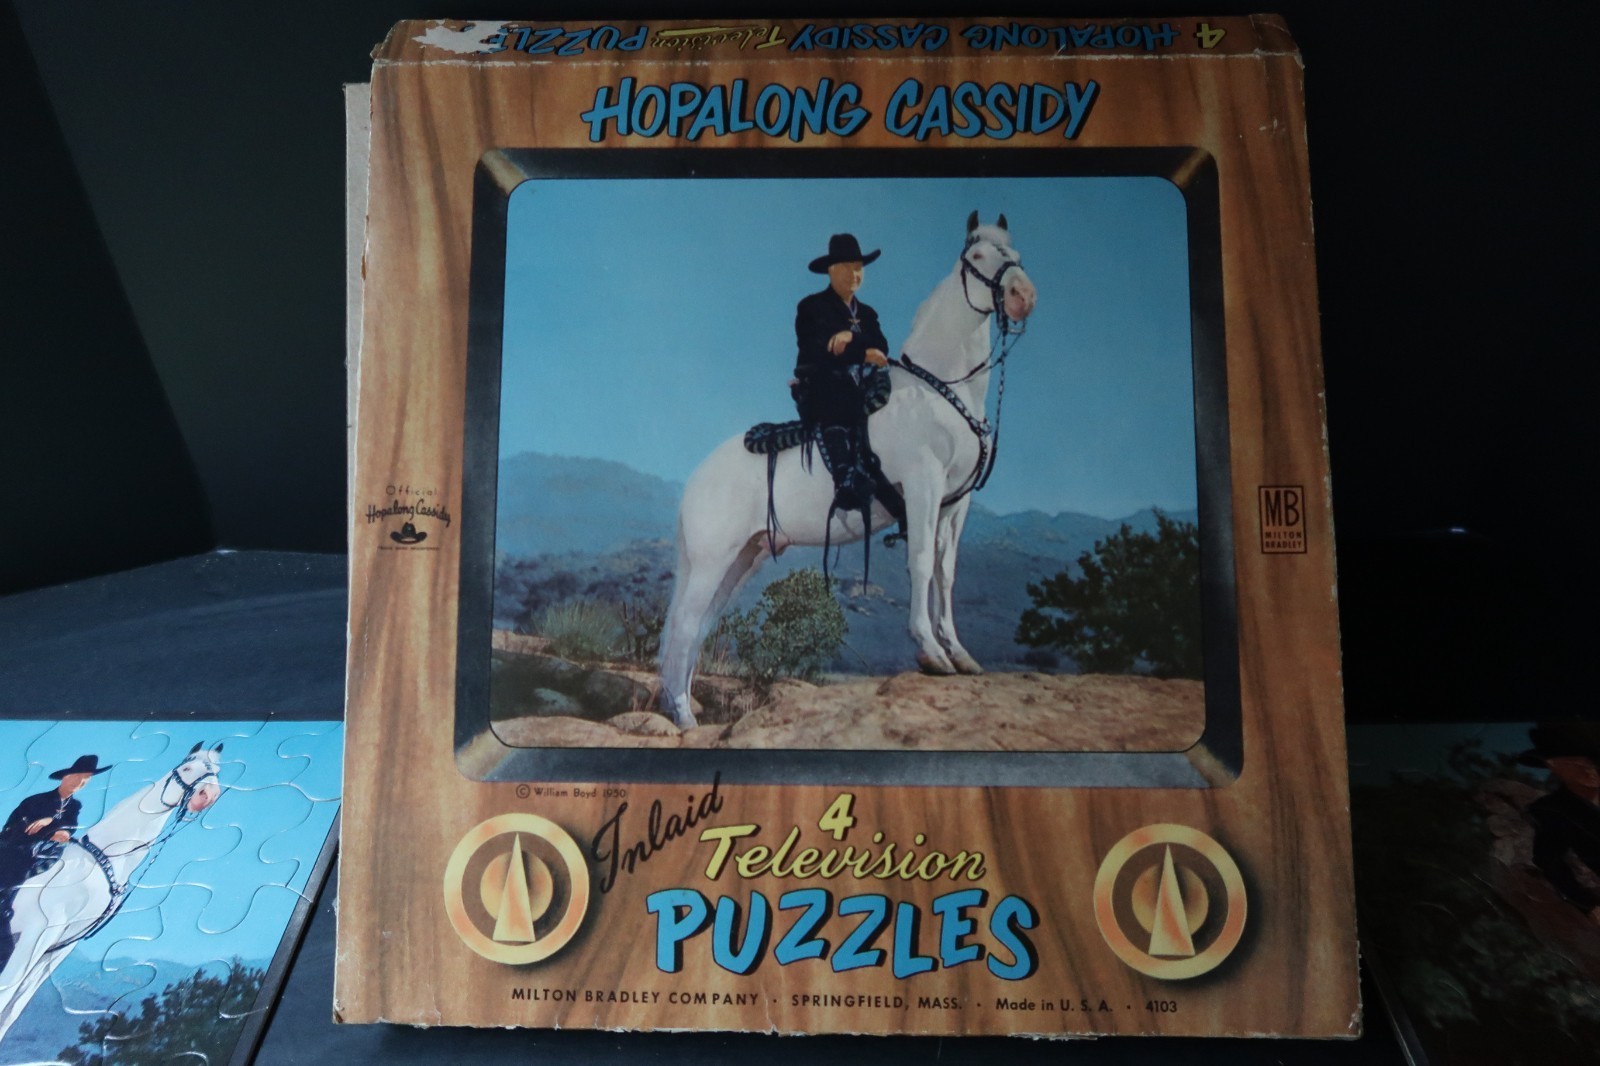 4 HOPALONG CASSIDY Television PUZZLE
HOPALONG CASSIDY
Official
Hopalong Cassidy
MB
MILTON
BRADLEY
© William Boyd 1950
Inlaid
4
Television
PUZZLES
MILTON BRADLEY COMPANY · SPRINGFIELD, MASS. · Made in U. S. A. · 4103